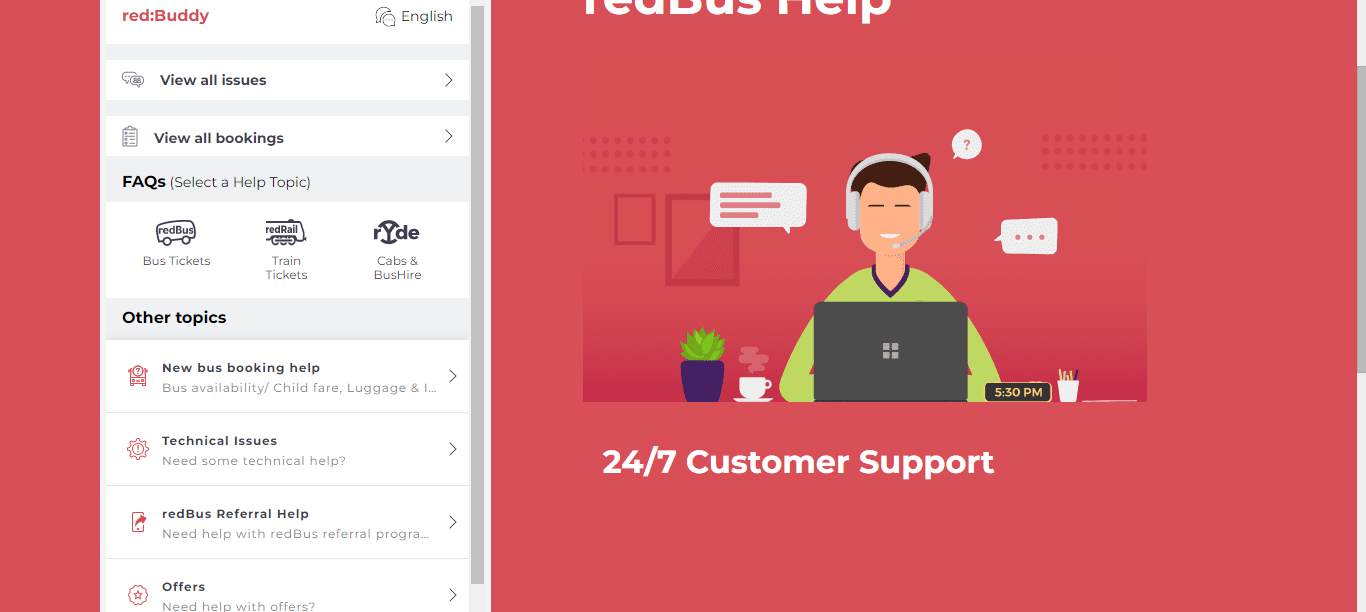 red:Buddy
English
View all issues
View all bookings
FAQs (Select a Help Topic)
redBus
Bus Tickets
redRail
Train
Tickets
rYde
Cabs &
BusHire
Other topics
New bus booking help
Bus availability/ Child fare, Luggage & I...
Technical Issues
Need some technical help?
redBus Referral Help
Need help with redBus referral progra...
Offers
Need help with offers?
redBus Help
?
5:30 PM
24/7 Customer Support